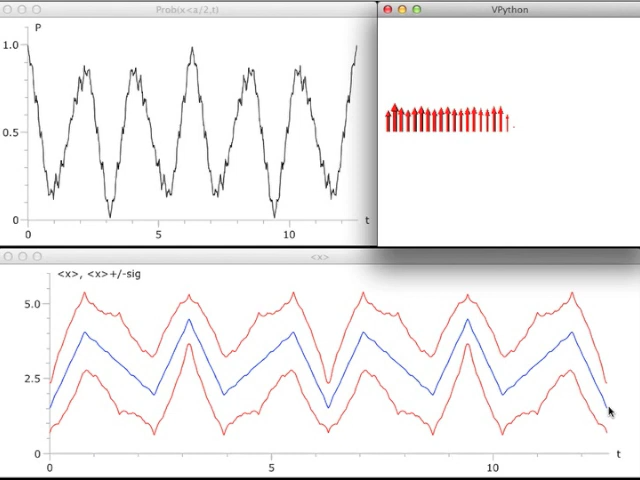 Prob(x<a/2,t)
VPython
P
1.0
0.5
0
0 5 10 t
<x>
<x>, <x>+/-sig
5.0
2.5
0
0 5 10 t